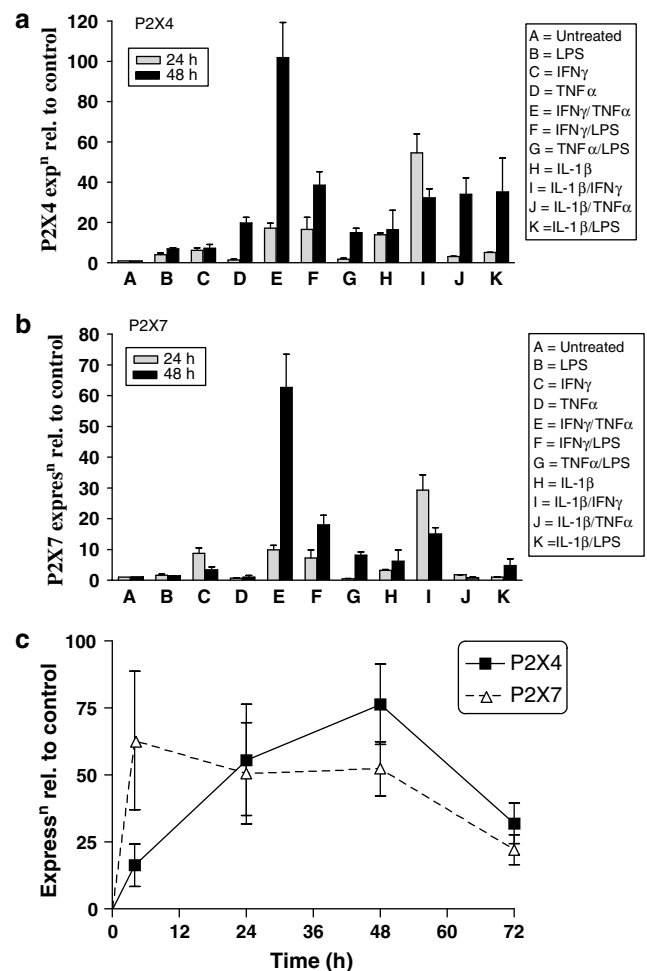 a
P2X4
P2X4 expⁿ rel. to control
120
100
80
60
40
20
0
24 h
48 h
A B C D E F G H I J K
A = Untreated
B = LPS
C = IFNγ
D = TNFα
E = IFNγ/TNFα
F = IFNγ/LPS
G = TNFα/LPS
H = IL-1β
I = IL-1β/IFNγ
J = IL-1β/TNFα
K =IL-1β/LPS
b
P2X7
P2X7 expresⁿ rel. to control
80
70
60
50
40
30
20
10
0
24 h
48 h
A B C D E F G H I J K
A = Untreated
B = LPS
C = IFNγ
D = TNFα
E = IFNγ/TNFα
F = IFNγ/LPS
G = TNFα/LPS
H = IL-1β
I = IL-1β/IFNγ
J = IL-1β/TNFα
K =IL-1β/LPS
c
Expressⁿ rel. to control
100
75
50
25
0
P2X4
P2X7
0 12 24 36 48 60 72
Time (h)